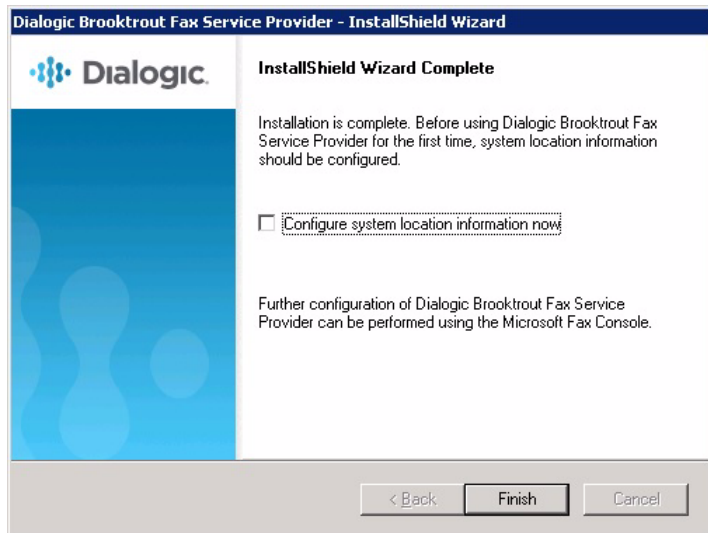 Dialogic Brooktrout Fax Service Provider - InstallShield Wizard
Dialogic.
InstallShield Wizard Complete
Installation is complete. Before using Dialogic Brooktrout Fax
Service Provider for the first time, system location information
should be configured.
Configure system location information now
Further configuration of Dialogic Brooktrout Fax Service
Provider can be performed using the Microsoft Fax Console.
< Back
Finish
Cancel